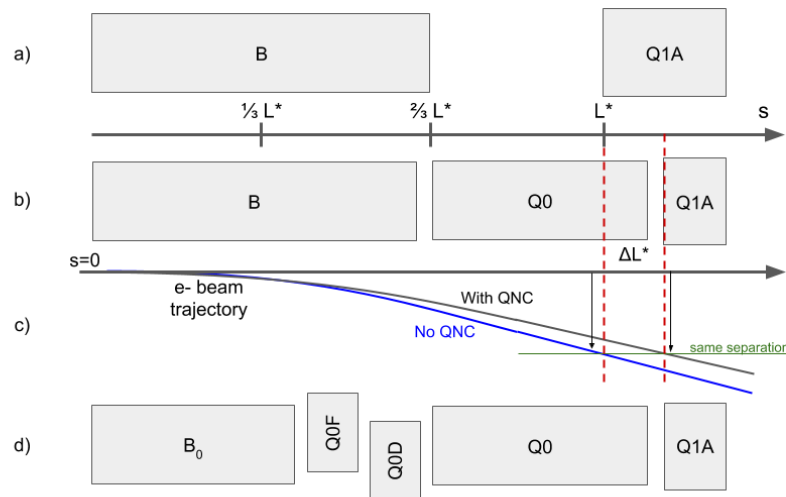 a)
B
Q1A
⅓ L*
⅔ L*
L*
s
b)
B
Q0
Q1A
s=0
ΔL*
e- beam
trajectory
With QNC
c)
No QNC
same separation
d)
B₀
Q0F
Q0D
Q0
Q1A